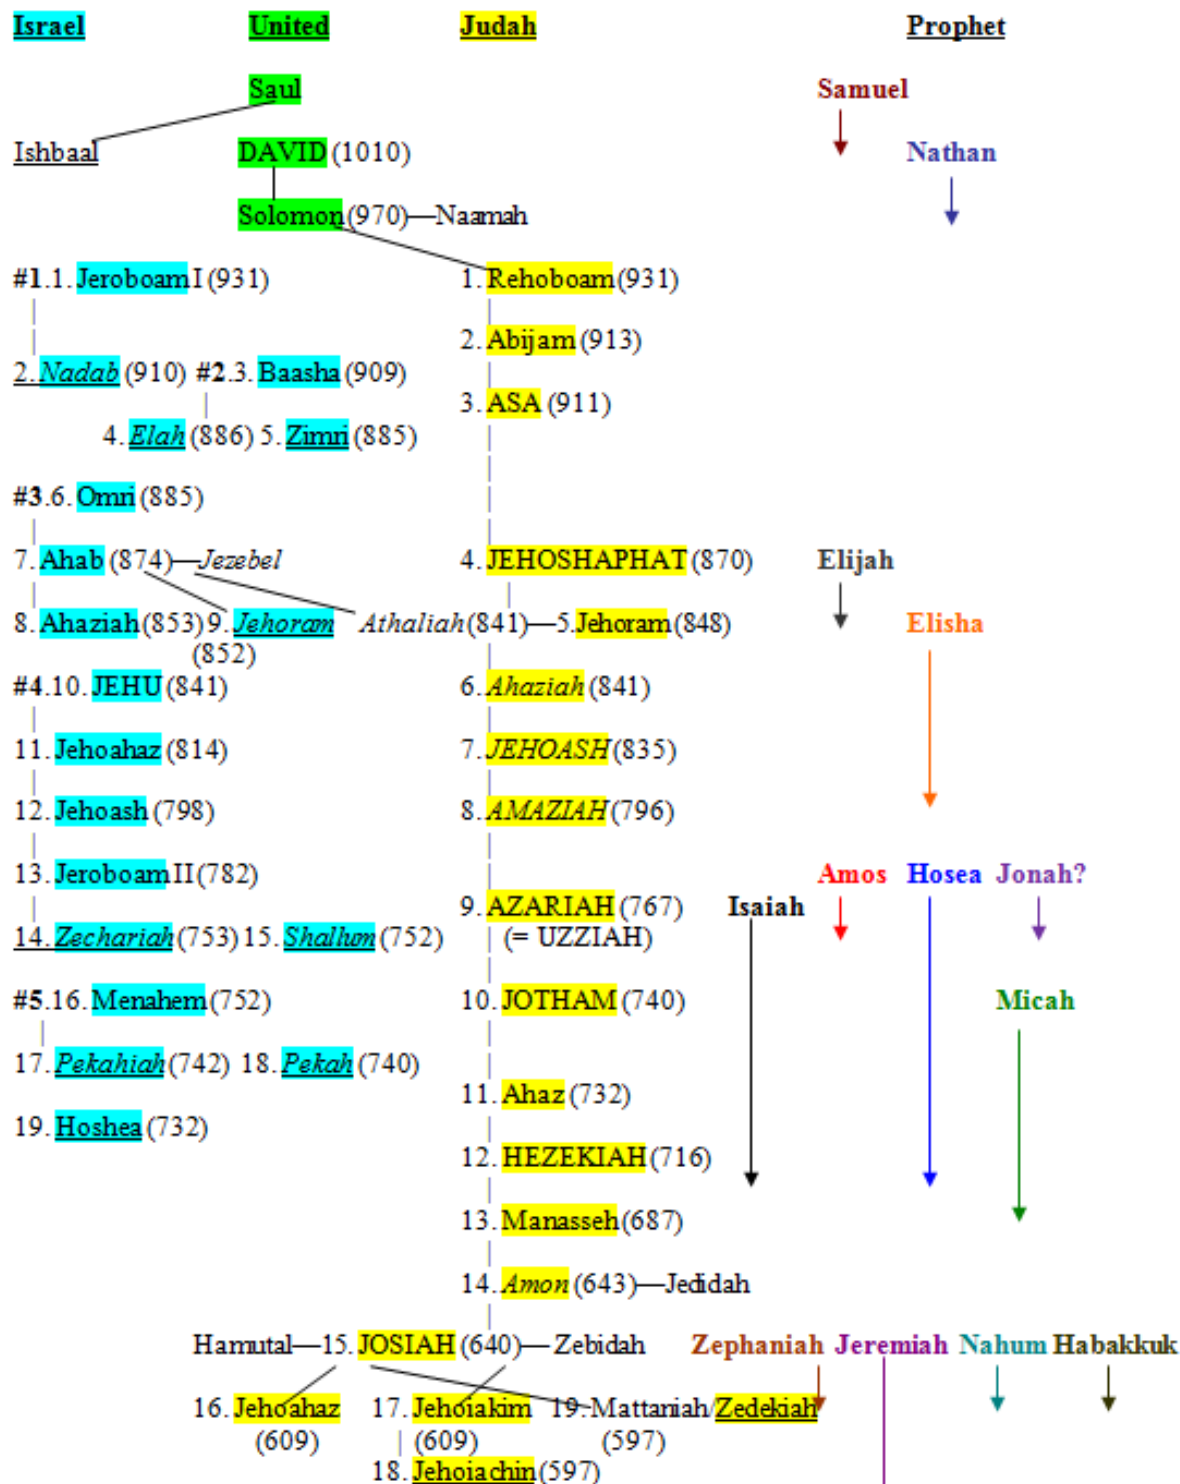 Israel United Judah Prophet
Saul Samuel
Ishbaal DAVID (1010) Nathan
Solomon (970)—Naamah
#1.1. Jeroboam I (931) 1. Rehoboam (931)
2. Abijam (913)
2. Nadab (910) #2.3. Baasha (909)
3. ASA (911)
4. Elah (886) 5. Zimri (885)
#3.6. Omri (885)
7. Ahab (874)—Jezebel 4. JEHOSHAPHAT (870) Elijah
8. Ahaziah (853) 9. Jehoram Athaliah (841)—5. Jehoram (848) Elisha
(852)
#4.10. JEHU (841) 6. Ahaziah (841)
11. Jehoahaz (814) 7. JEHOASH (835)
12. Jehoash (798) 8. AMAZIAH (796)
13. Jeroboam II (782) Amos Hosea Jonah?
9. AZARIAH (767) Isaiah
14. Zechariah (753) 15. Shallum (752) (= UZZIAH)
#5.16. Menahem (752) 10. JOTHAM (740) Micah
17. Pekahiah (742) 18. Pekah (740)
11. Ahaz (732)
19. Hoshea (732)
12. HEZEKIAH (716)
13. Manasseh (687)
14. Amon (643)—Jedidah
Hamutal—15. JOSIAH (640)—Zebidah Zephaniah Jeremiah Nahum Habakkuk
16. Jehoahaz 17. Jehoiakim 19. Mattaniah/Zedekiah
(609) (609) (597)
18. Jehoiachin (597)